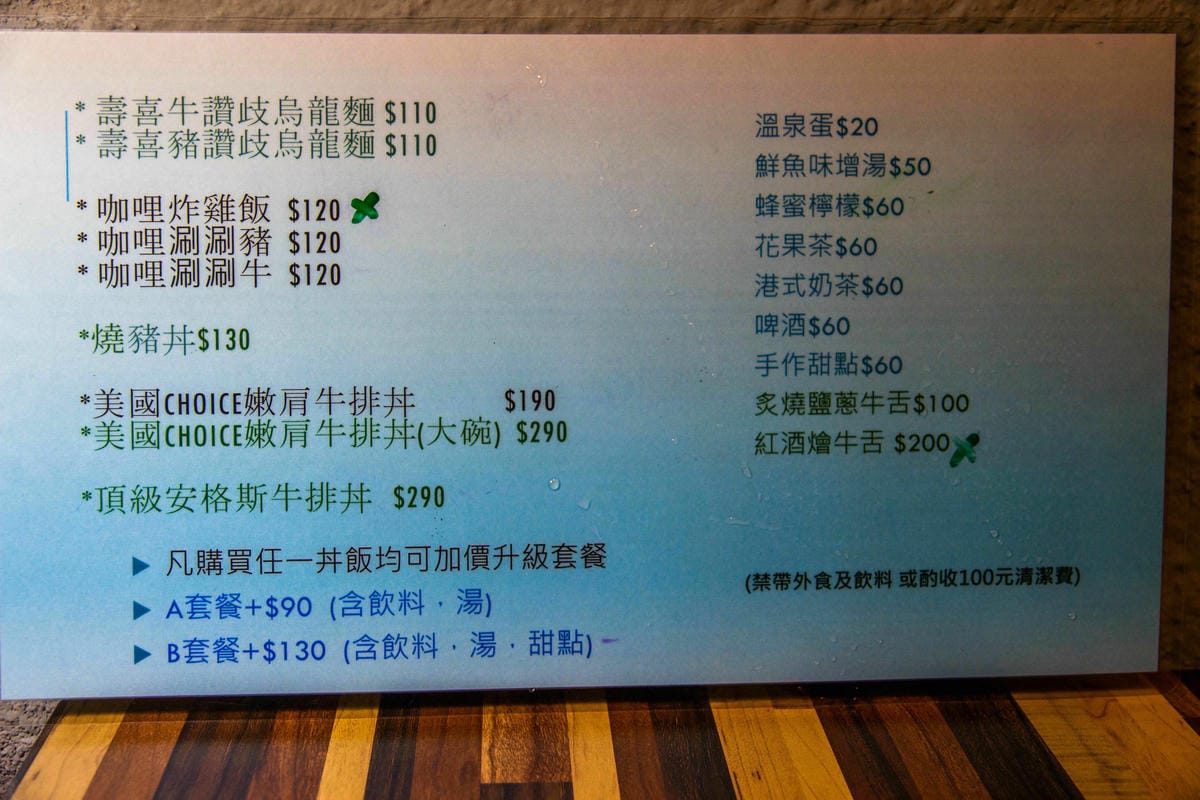 * 壽喜牛讚歧烏龍麵 $110
* 壽喜豬讚歧烏龍麵 $110
* 咖哩炸雞飯 $120
* 咖哩涮涮豬 $120
* 咖哩涮涮牛 $120
*燒豬丼$130
*美國CHOICE嫩肩牛排丼 $190
*美國CHOICE嫩肩牛排丼(大碗) $290
*頂級安格斯牛排丼 $290
▶ 凡購買任一丼飯均可加價升級套餐
▶ A套餐+$90 (含飲料，湯)
▶ B套餐+$130 (含飲料，湯，甜點)
溫泉蛋$20
鮮魚味增湯$50
蜂蜜檸檬$60
花果茶$60
港式奶茶$60
啤酒$60
手作甜點$60
炙燒鹽蔥牛舌$100
紅酒燴牛舌 $200
(禁帶外食及飲料 或酌收100元清潔費)